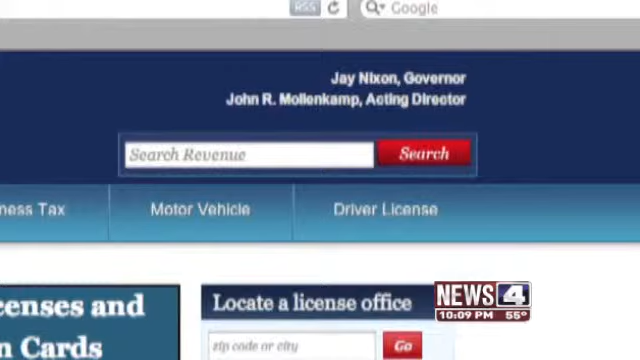 RSS Google
Jay Nixon, Governor
John R. Mollenkamp, Acting Director
Search Revenue Search
ness Tax Motor Vehicle Driver License
censes and
n Cards
Locate a license office
zip code or city Go
NEWS 4
10:09 PM 55°